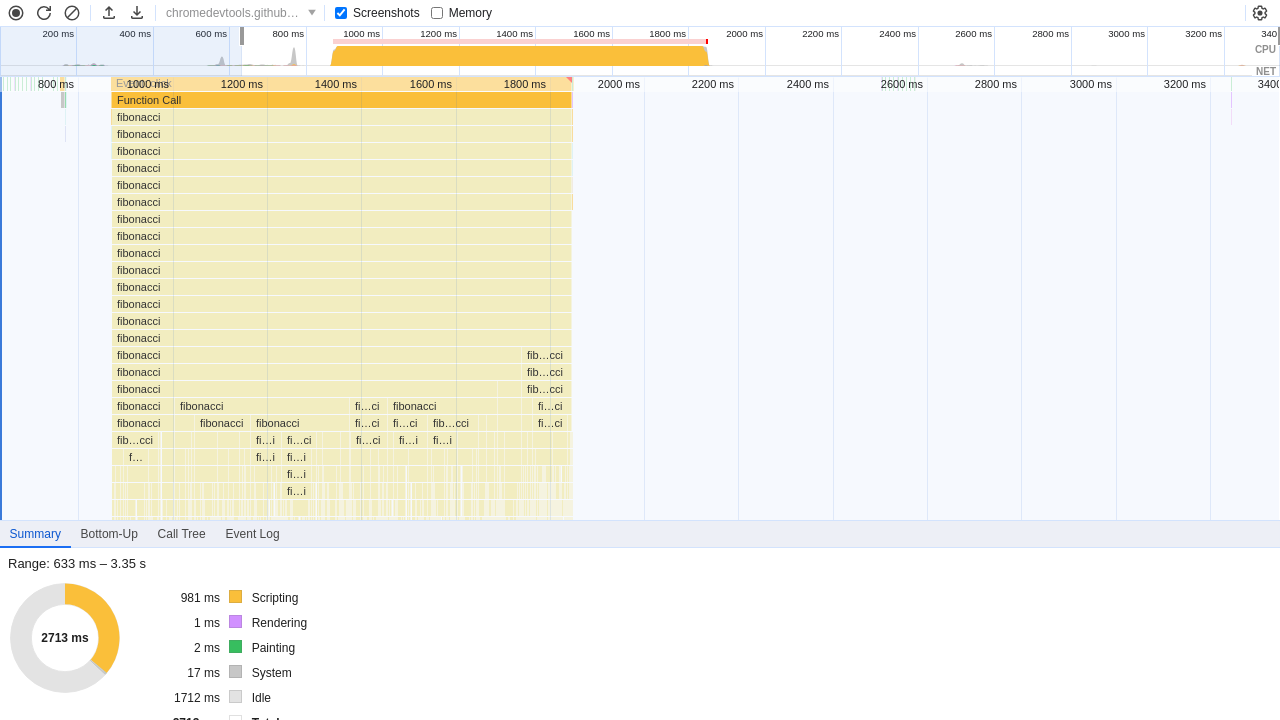 chromedevtools.github… Screenshots Memory
200 ms 400 ms 600 ms 800 ms 1000 ms 1200 ms 1400 ms 1600 ms 1800 ms 2000 ms 2200 ms 2400 ms 2600 ms 2800 ms 3000 ms 3200 ms 340
CPU
NET
800 ms 1000 ms 1200 ms 1400 ms 1600 ms 1800 ms 2000 ms 2200 ms 2400 ms 2600 ms 2800 ms 3000 ms 3200 ms 3400
Function Call
fibonacci
fibonacci
fibonacci
fibonacci
fibonacci
fibonacci
fibonacci
fibonacci
fibonacci
fibonacci
fibonacci
fibonacci
fibonacci
fibonacci
fibonacci fib…cci
fibonacci fib…cci
fibonacci fib…cci
fibonacci fibonacci fi…ci fibonacci fi…ci
fibonacci fibonacci fibonacci fi…ci fi…ci fib…cci fi…ci
fib…cci fi…i fi…ci fi…ci fi…i fi…i
f… fi…i fi…i
fi…i
fi…i
Summary Bottom-Up Call Tree Event Log
Range: 633 ms – 3.35 s
2713 ms
981 ms Scripting
1 ms Rendering
2 ms Painting
17 ms System
1712 ms Idle